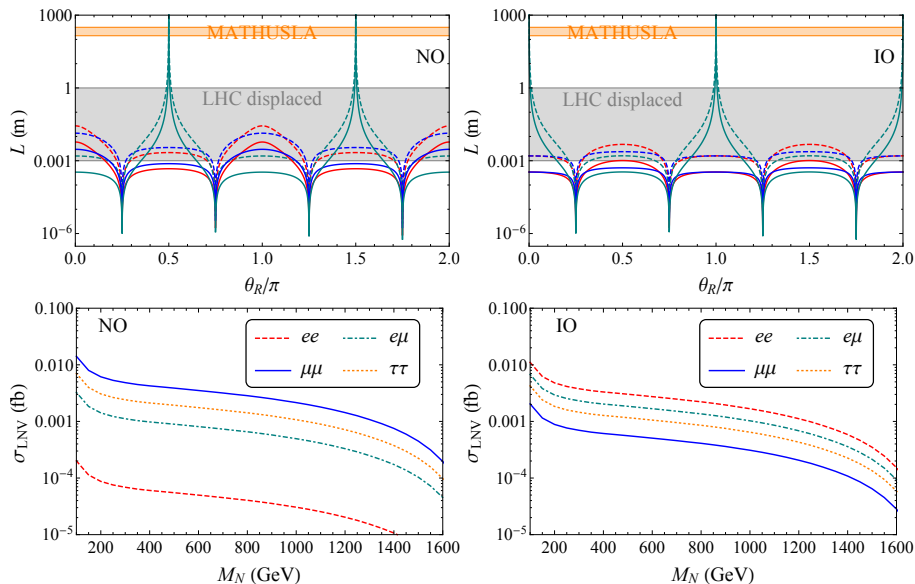 1000
1
0.001
10^-6
L (m)
MATHUSLA
NO
LHC displaced
0.0 0.5 1.0 1.5 2.0
θ_R/π
1000
1
0.001
10^-6
L (m)
MATHUSLA
IO
LHC displaced
0.0 0.5 1.0 1.5 2.0
θ_R/π
0.100
0.010
0.001
10^-4
10^-5
σ_LNV (fb)
NO
ee eμ
μμ ττ
200 400 600 800 1000 1200 1400 1600
M_N (GeV)
0.100
0.010
0.001
10^-4
10^-5
σ_LNV (fb)
IO
ee eμ
μμ ττ
200 400 600 800 1000 1200 1400 1600
M_N (GeV)